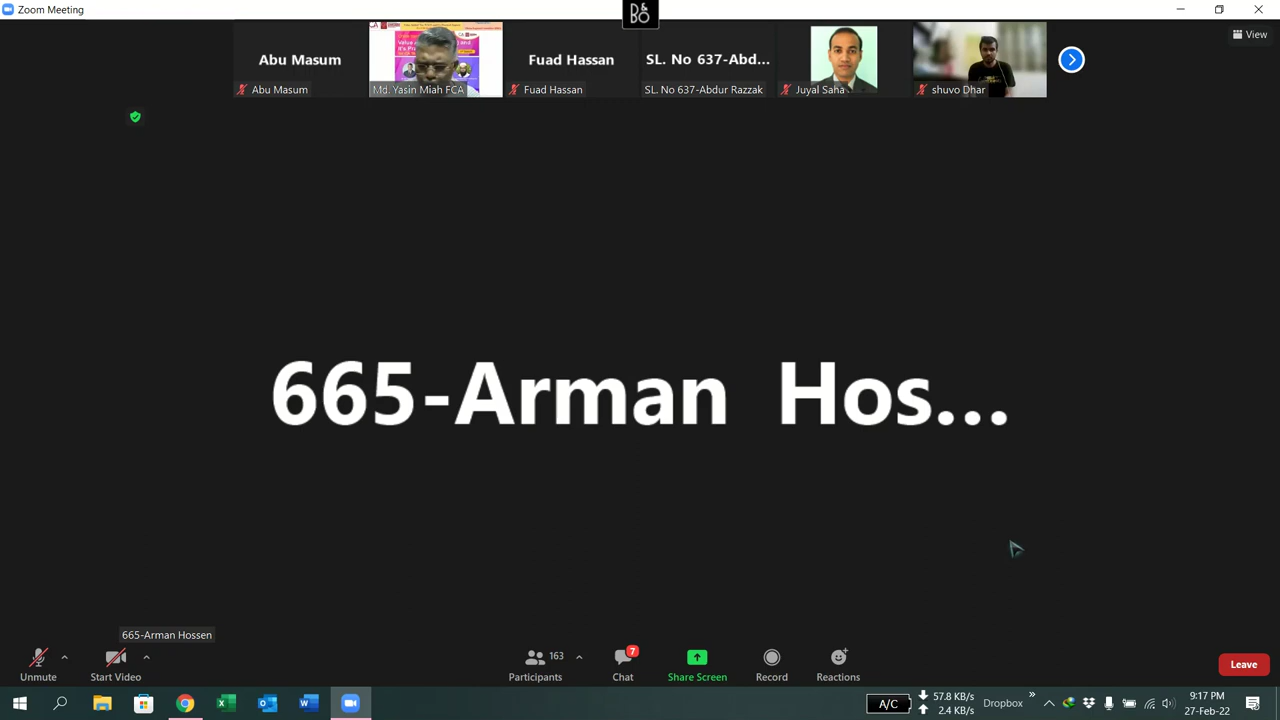 Zoom Meeting
B&O
View
Abu Masum
Fuad Hassan
SL. No 637-Abd...
Abu Masum
Md. Yasin Miah FCA
Fuad Hassan
SL. No 637-Abdur Razzak
Juyal Saha
shuvo Dhar
665-Arman Hos...
665-Arman Hossen
Unmute
Start Video
163
Participants
7
Chat
Share Screen
Record
Reactions
Leave
A/C
57.8 KB/s
2.4 KB/s
Dropbox
9:17 PM
27-Feb-22